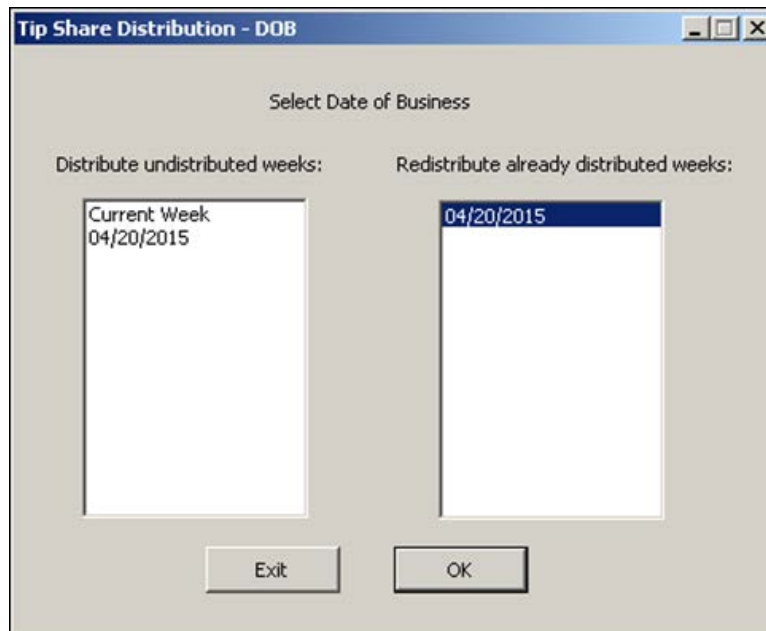 Tip Share Distribution - DOB
Select Date of Business
Distribute undistributed weeks:
Redistribute already distributed weeks:
Current Week
04/20/2015
04/20/2015
Exit
OK